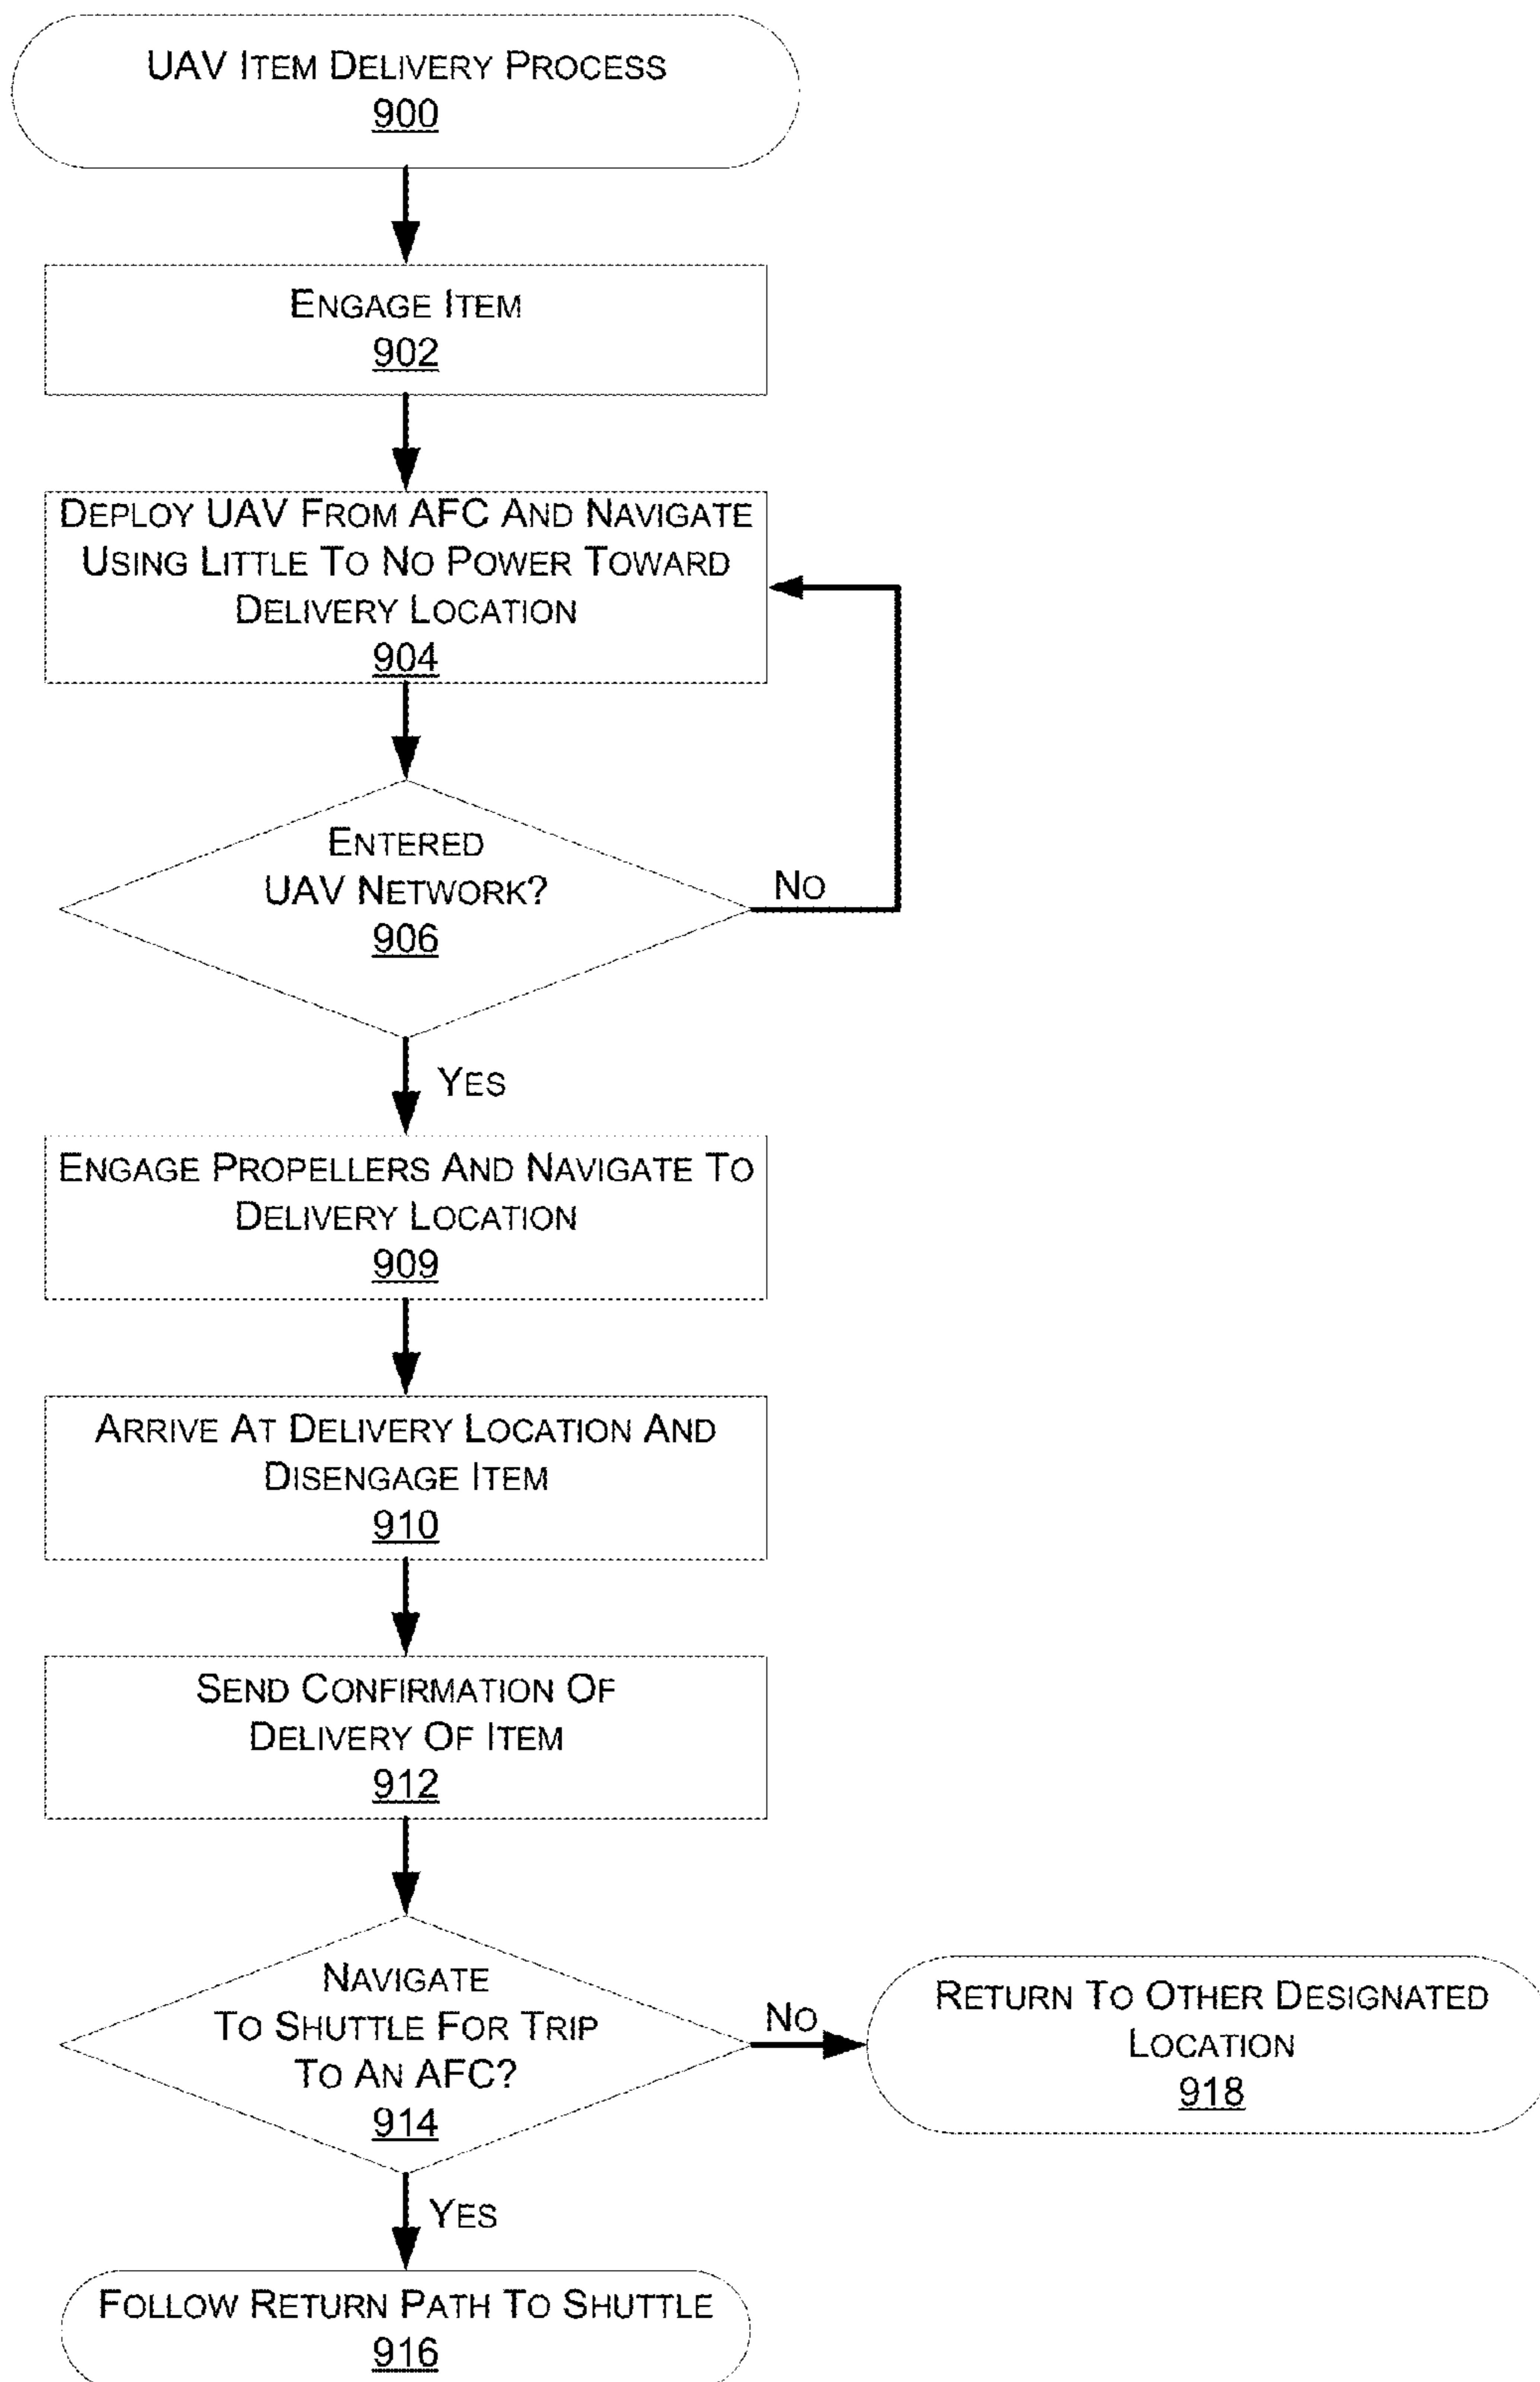 UAV ITEM DELIVERY PROCESS
900
ENGAGE ITEM
902
DEPLOY UAV FROM AFC AND NAVIGATE
USING LITTLE TO NO POWER TOWARD
DELIVERY LOCATION
904
ENTERED
UAV NETWORK?
906
NO
YES
ENGAGE PROPELLERS AND NAVIGATE TO
DELIVERY LOCATION
909
ARRIVE AT DELIVERY LOCATION AND
DISENGAGE ITEM
910
SEND CONFIRMATION OF
DELIVERY OF ITEM
912
NAVIGATE
TO SHUTTLE FOR TRIP
TO AN AFC?
914
NO
RETURN TO OTHER DESIGNATED
LOCATION
918
YES
FOLLOW RETURN PATH TO SHUTTLE
916